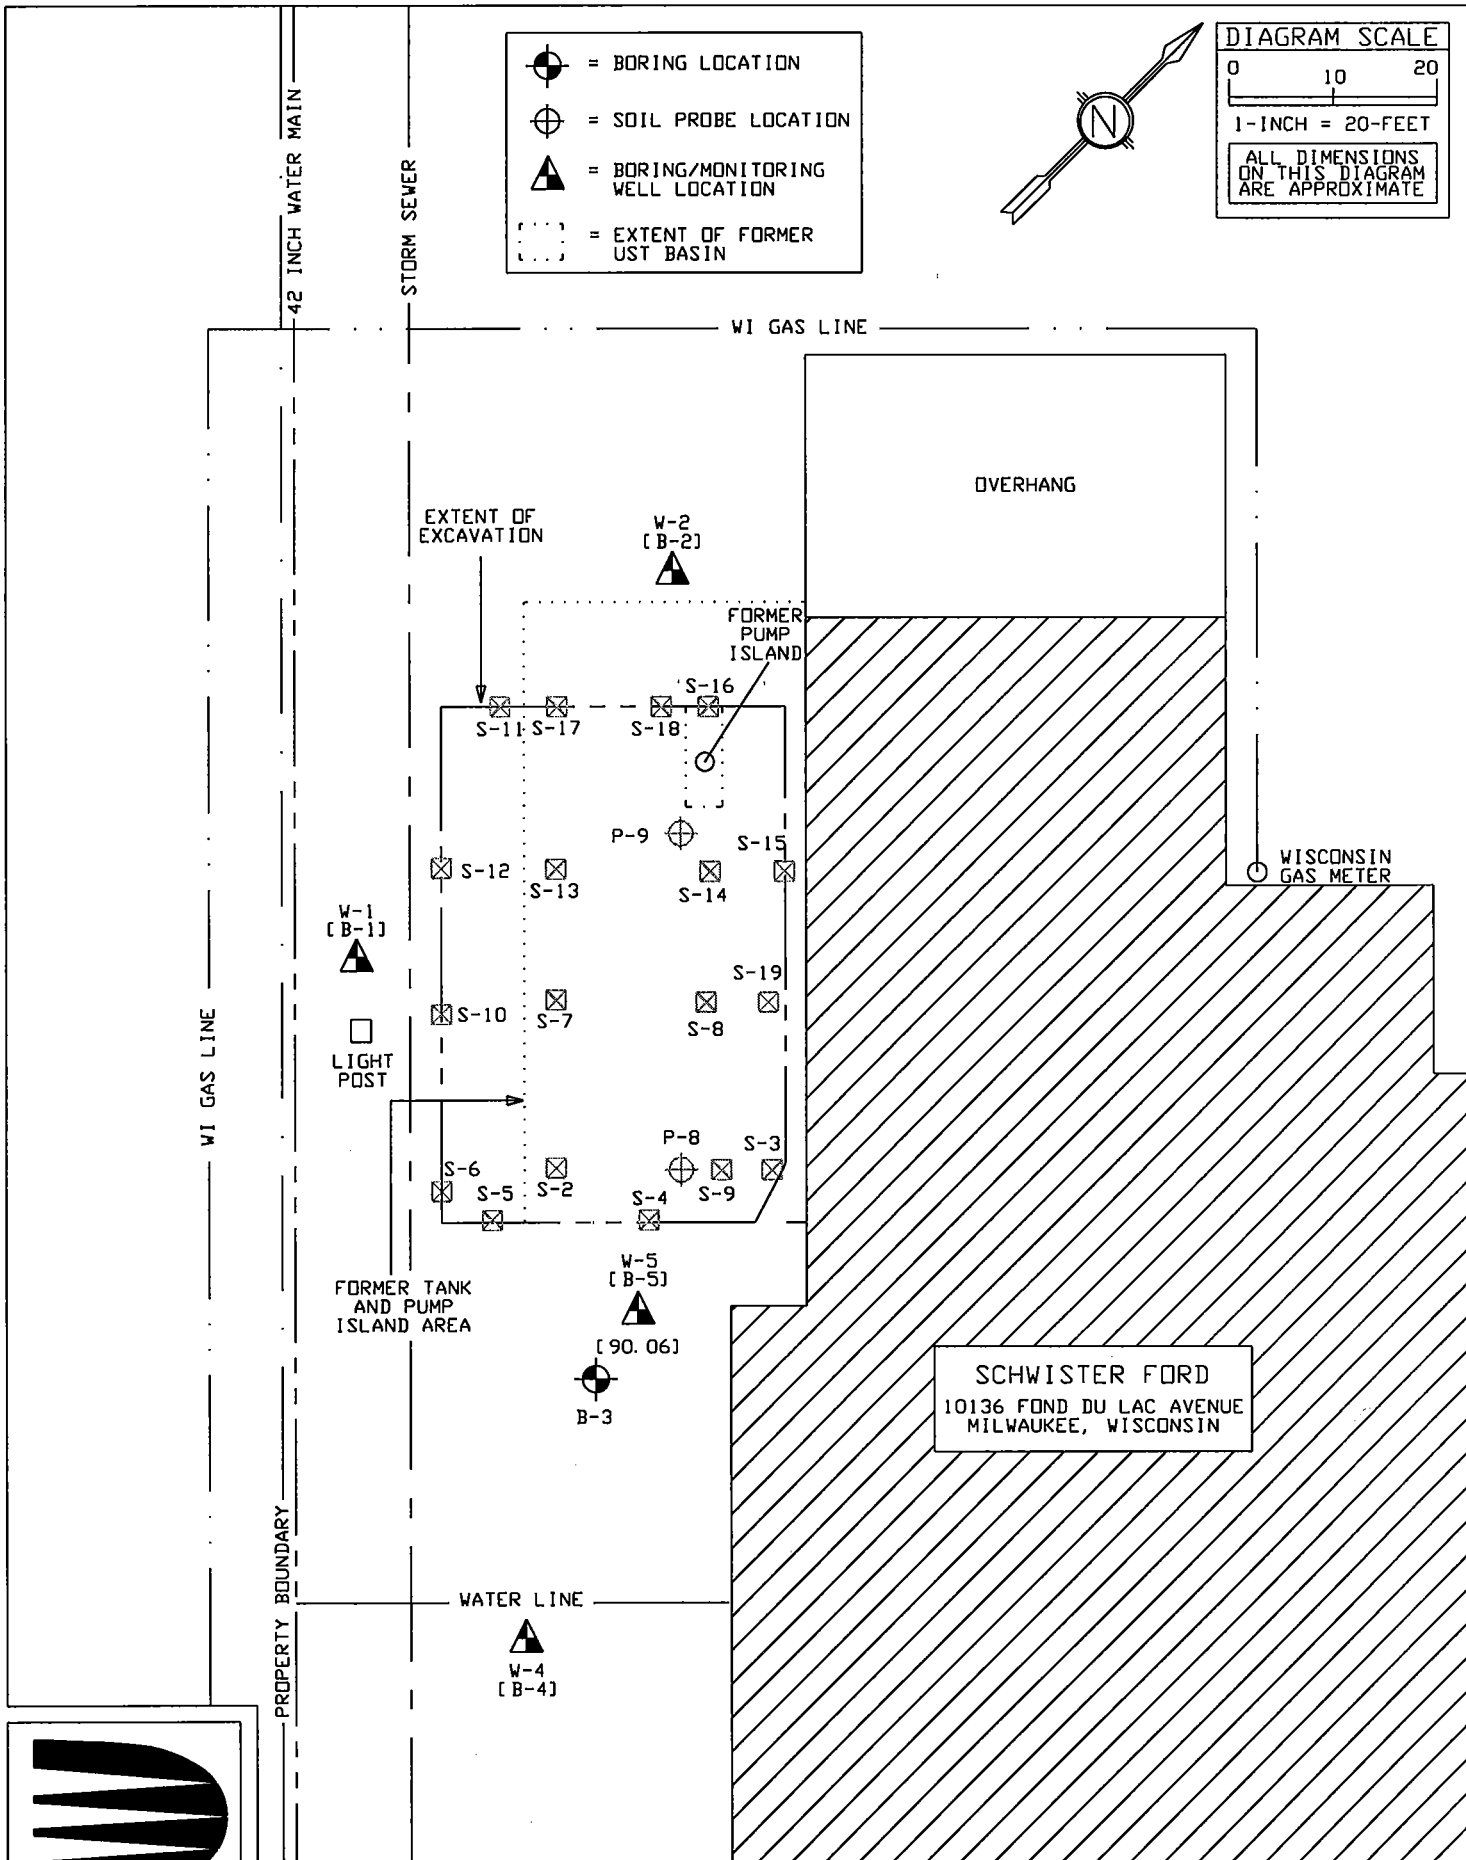 = BORING LOCATION
= SOIL PROBE LOCATION
= BORING/MONITORING
WELL LOCATION
= EXTENT OF FORMER
UST BASIN
N
DIAGRAM SCALE
0 10 20
1-INCH = 20-FEET
ALL DIMENSIONS
ON THIS DIAGRAM
ARE APPROXIMATE
42 INCH WATER MAIN
STORM SEWER
WI GAS LINE
OVERHANG
EXTENT OF
EXCAVATION
W-2
[B-2]
FORMER
PUMP
ISLAND
S-16
S-11
S-17
S-18
P-9
S-15
S-12
S-13
S-14
WISCONSIN
GAS METER
W-1
[B-1]
S-19
S-10
S-7
S-8
LIGHT
POST
WI GAS LINE
P-8
S-3
S-6
S-5
S-2
S-4
S-9
W-5
[B-5]
FORMER TANK
AND PUMP
ISLAND AREA
[90.06]
B-3
SCHWISTER FORD
10136 FOND DU LAC AVENUE
MILWAUKEE, WISCONSIN
PROPERTY BOUNDARY
WATER LINE
W-4
[B-4]